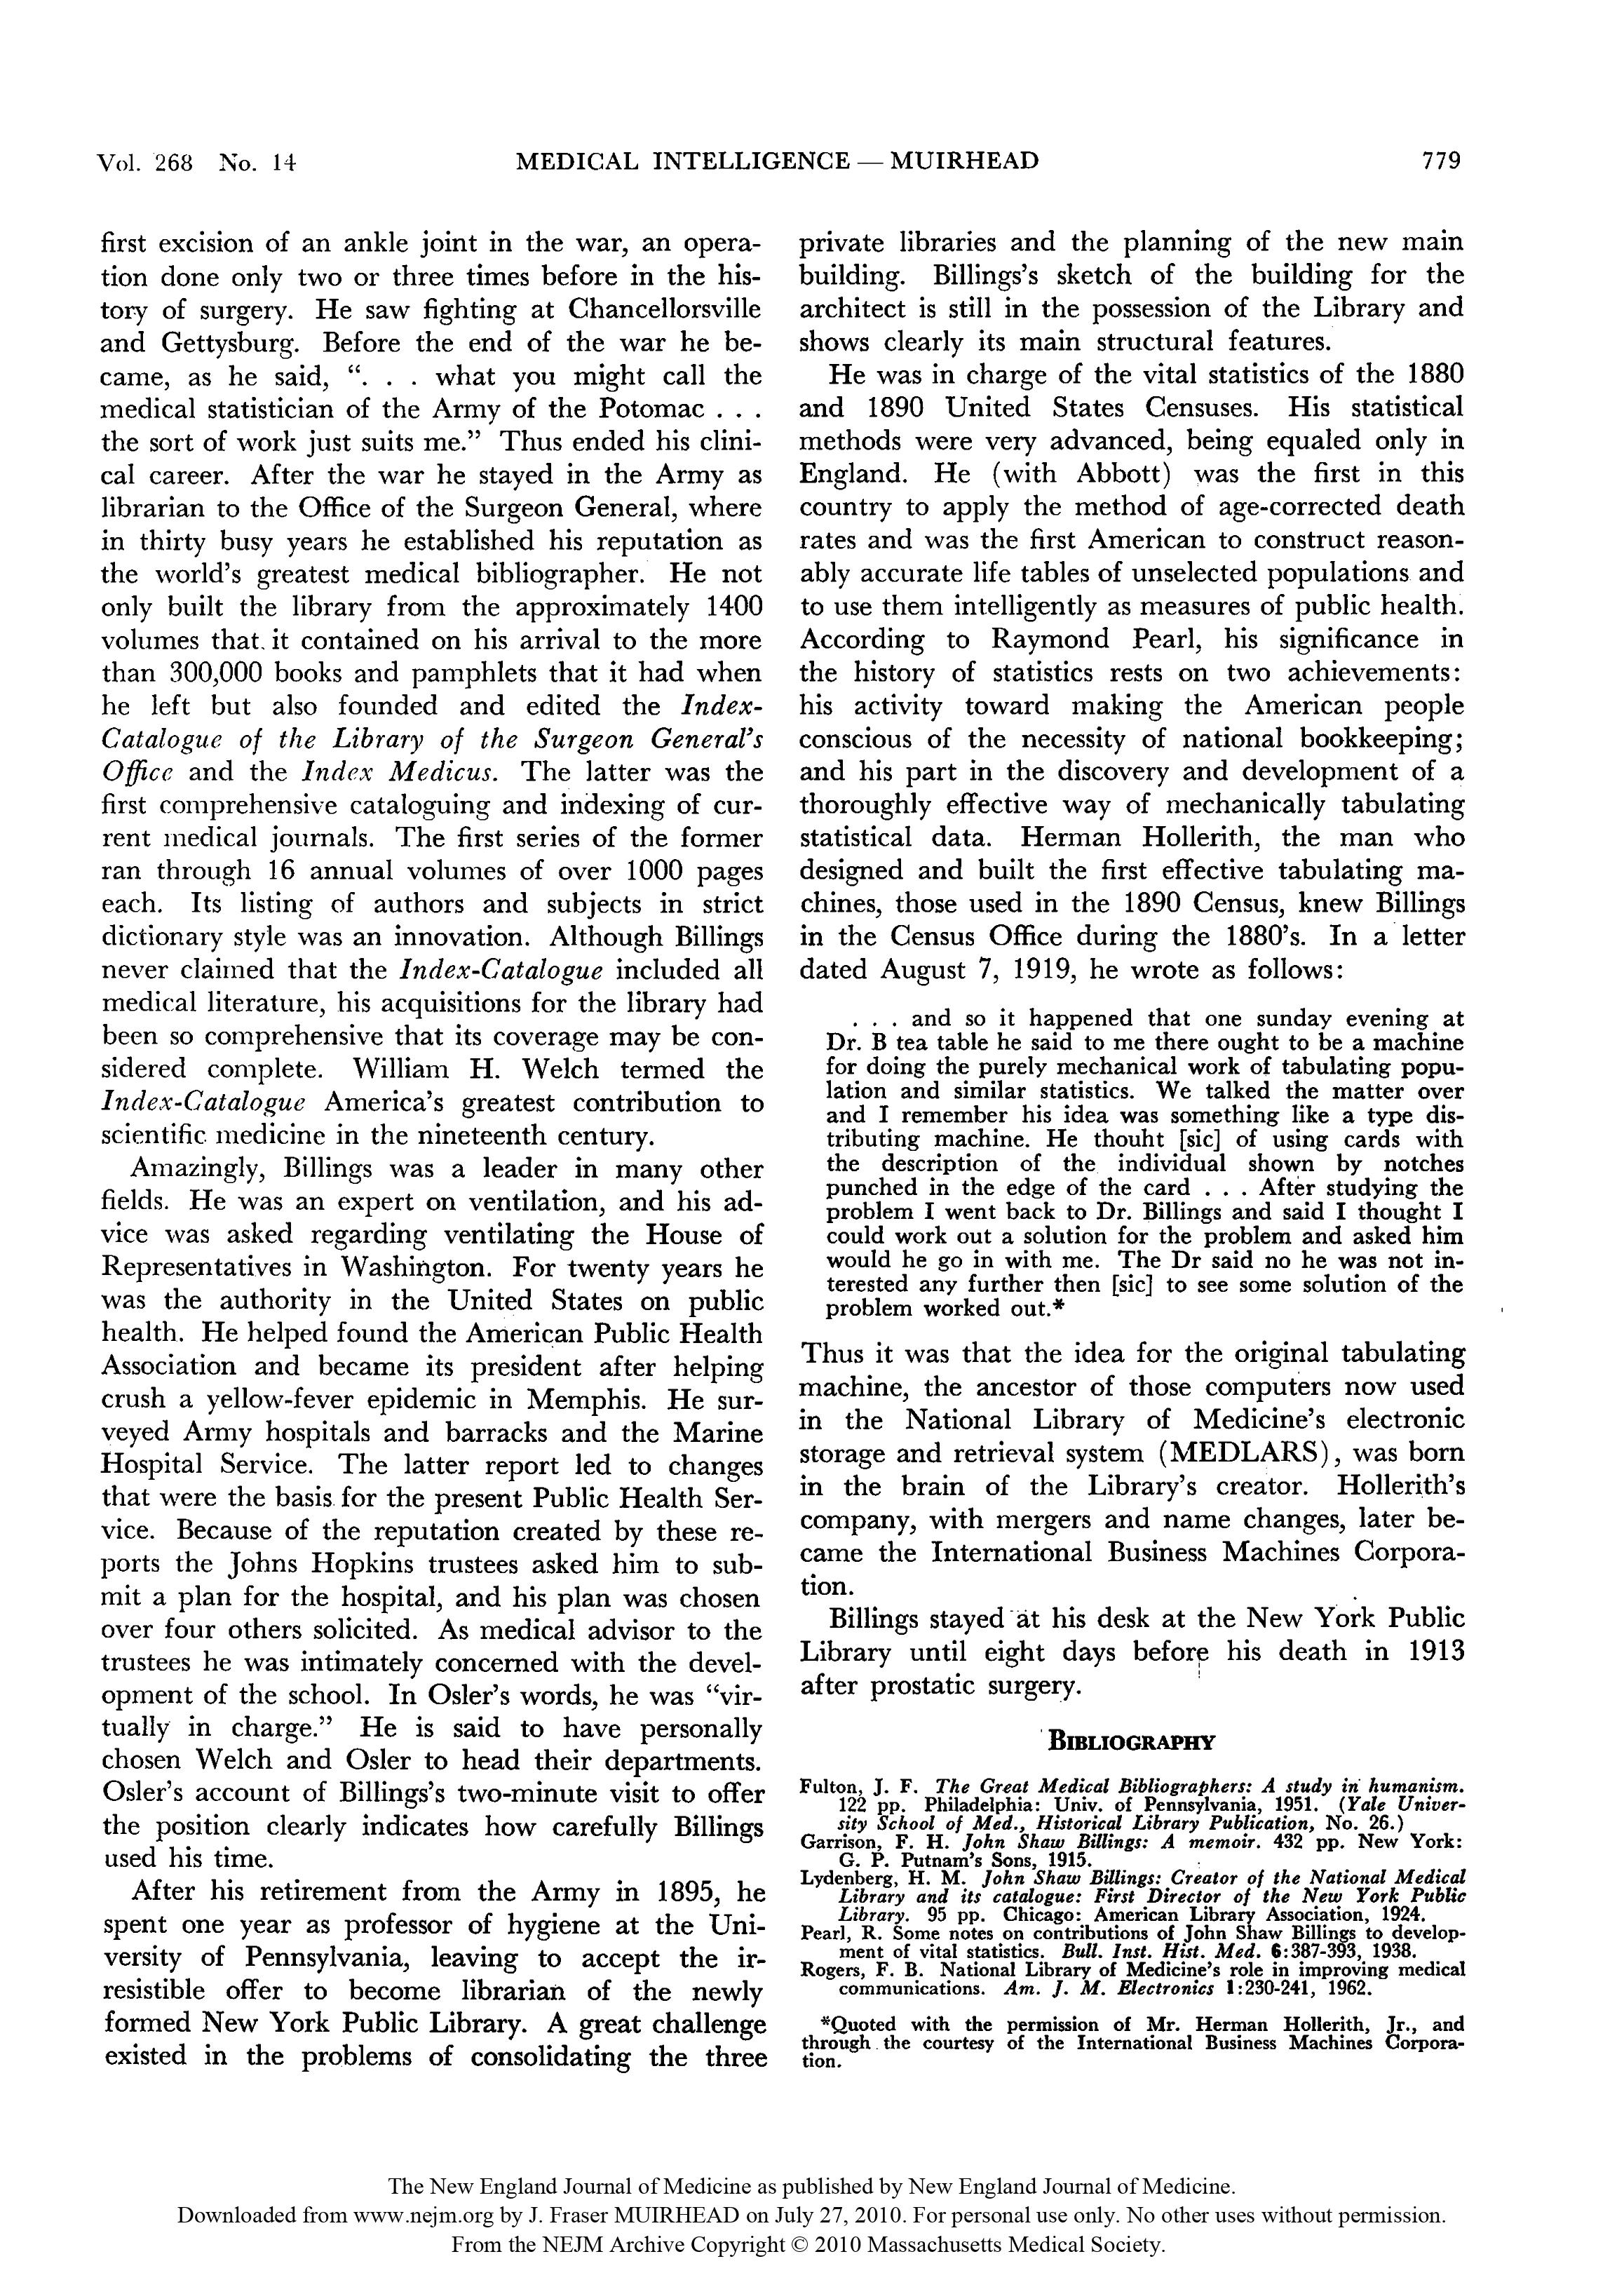 Vol. 268 No. 14 MEDICAL INTELLIGENCE — MUIRHEAD 779
first excision of an ankle joint in the war, an opera-
tion done only two or three times before in the his-
tory of surgery. He saw fighting at Chancellorsville
and Gettysburg. Before the end of the war he be-
came, as he said, “. . . what you might call the
medical statistician of the Army of the Potomac . . .
the sort of work just suits me.” Thus ended his clini-
cal career. After the war he stayed in the Army as
librarian to the Office of the Surgeon General, where
in thirty busy years he established his reputation as
the world’s greatest medical bibliographer. He not
only built the library from the approximately 1400
volumes that it contained on his arrival to the more
than 300,000 books and pamphlets that it had when
he left but also founded and edited the Index-
Catalogue of the Library of the Surgeon General’s
Office and the Index Medicus. The latter was the
first comprehensive cataloguing and indexing of cur-
rent medical journals. The first series of the former
ran through 16 annual volumes of over 1000 pages
each. Its listing of authors and subjects in strict
dictionary style was an innovation. Although Billings
never claimed that the Index-Catalogue included all
medical literature, his acquisitions for the library had
been so comprehensive that its coverage may be con-
sidered complete. William H. Welch termed the
Index-Catalogue America’s greatest contribution to
scientific medicine in the nineteenth century.
Amazingly, Billings was a leader in many other
fields. He was an expert on ventilation, and his ad-
vice was asked regarding ventilating the House of
Representatives in Washington. For twenty years he
was the authority in the United States on public
health. He helped found the American Public Health
Association and became its president after helping
crush a yellow-fever epidemic in Memphis. He sur-
veyed Army hospitals and barracks and the Marine
Hospital Service. The latter report led to changes
that were the basis for the present Public Health Ser-
vice. Because of the reputation created by these re-
ports the Johns Hopkins trustees asked him to sub-
mit a plan for the hospital, and his plan was chosen
over four others solicited. As medical advisor to the
trustees he was intimately concerned with the devel-
opment of the school. In Osler’s words, he was “vir-
tually in charge.” He is said to have personally
chosen Welch and Osler to head their departments.
Osler’s account of Billings’s two-minute visit to offer
the position clearly indicates how carefully Billings
used his time.
After his retirement from the Army in 1895, he
spent one year as professor of hygiene at the Uni-
versity of Pennsylvania, leaving to accept the ir-
resistible offer to become librarian of the newly
formed New York Public Library. A great challenge
existed in the problems of consolidating the three
private libraries and the planning of the new main
building. Billings’s sketch of the building for the
architect is still in the possession of the Library and
shows clearly its main structural features.
He was in charge of the vital statistics of the 1880
and 1890 United States Censuses. His statistical
methods were very advanced, being equaled only in
England. He (with Abbott) was the first in this
country to apply the method of age-corrected death
rates and was the first American to construct reason-
ably accurate life tables of unselected populations and
to use them intelligently as measures of public health.
According to Raymond Pearl, his significance in
the history of statistics rests on two achievements:
his activity toward making the American people
conscious of the necessity of national bookkeeping;
and his part in the discovery and development of a
thoroughly effective way of mechanically tabulating
statistical data. Herman Hollerith, the man who
designed and built the first effective tabulating ma-
chines, those used in the 1890 Census, knew Billings
in the Census Office during the 1880’s. In a letter
dated August 7, 1919, he wrote as follows:
. . . and so it happened that one sunday evening at
Dr. B tea table he said to me there ought to be a machine
for doing the purely mechanical work of tabulating popu-
lation and similar statistics. We talked the matter over
and I remember his idea was something like a type dis-
tributing machine. He thouht [sic] of using cards with
the description of the individual shown by notches
punched in the edge of the card . . . After studying the
problem I went back to Dr. Billings and said I thought I
could work out a solution for the problem and asked him
would he go in with me. The Dr said no he was not in-
terested any further then [sic] to see some solution of the
problem worked out.*
Thus it was that the idea for the original tabulating
machine, the ancestor of those computers now used
in the National Library of Medicine’s electronic
storage and retrieval system (MEDLARS), was born
in the brain of the Library’s creator. Hollerith’s
company, with mergers and name changes, later be-
came the International Business Machines Corpora-
tion.
Billings stayed at his desk at the New York Public
Library until eight days before his death in 1913
after prostatic surgery.
BIBLIOGRAPHY
Fulton, J. F. The Great Medical Bibliographers: A study in humanism.
122 pp. Philadelphia: Univ. of Pennsylvania, 1951. (Yale Univer-
sity School of Med., Historical Library Publication, No. 26.)
Garrison, F. H. John Shaw Billings: A memoir. 432 pp. New York:
G. P. Putnam’s Sons, 1915.
Lydenberg, H. M. John Shaw Billings: Creator of the National Medical
Library and its catalogue: First Director of the New York Public
Library. 95 pp. Chicago: American Library Association, 1924.
Pearl, R. Some notes on contributions of John Shaw Billings to develop-
ment of vital statistics. Bull. Inst. Hist. Med. 6:387-393, 1938.
Rogers, F. B. National Library of Medicine’s role in improving medical
communications. Am. J. M. Electronics 1:230-241, 1962.
*Quoted with the permission of Mr. Herman Hollerith, Jr., and
through the courtesy of the International Business Machines Corpora-
tion.
The New England Journal of Medicine as published by New England Journal of Medicine.
Downloaded from www.nejm.org by J. Fraser MUIRHEAD on July 27, 2010. For personal use only. No other uses without permission.
From the NEJM Archive Copyright © 2010 Massachusetts Medical Society.